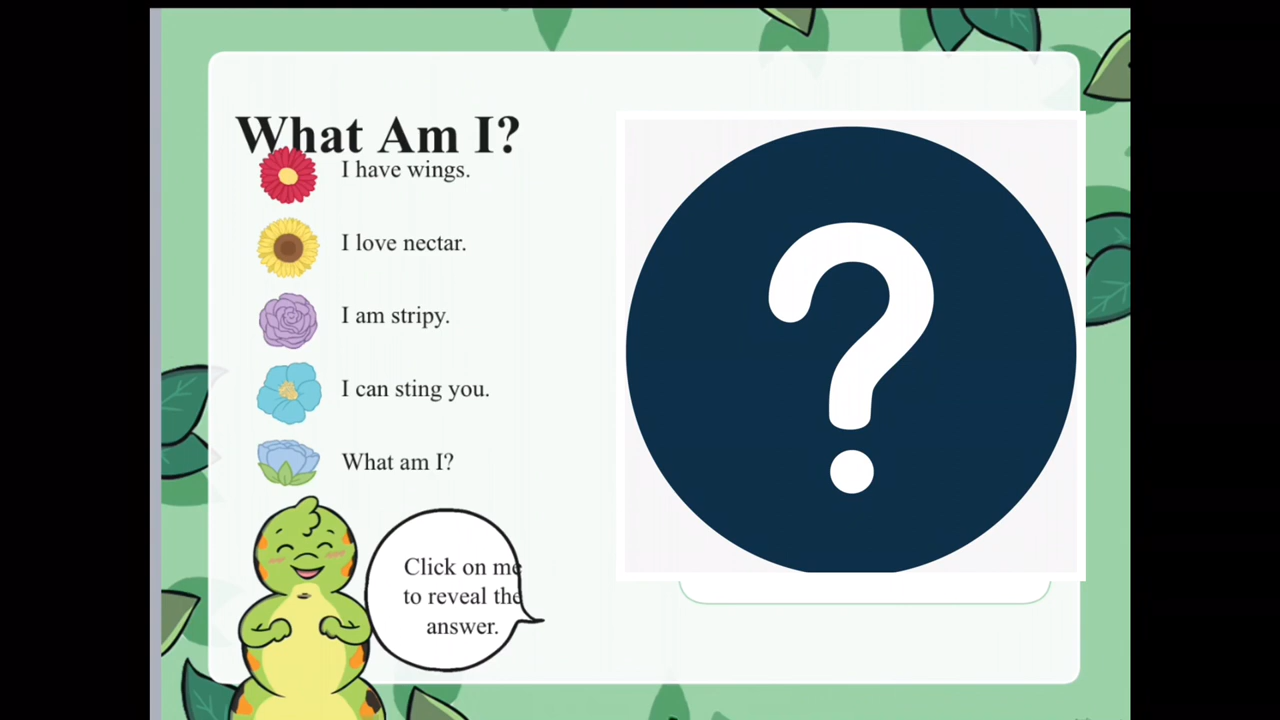 What Am I?
I have wings.
I love nectar.
I am stripy.
I can sting you.
What am I?
Click on me
to reveal the
answer.
?